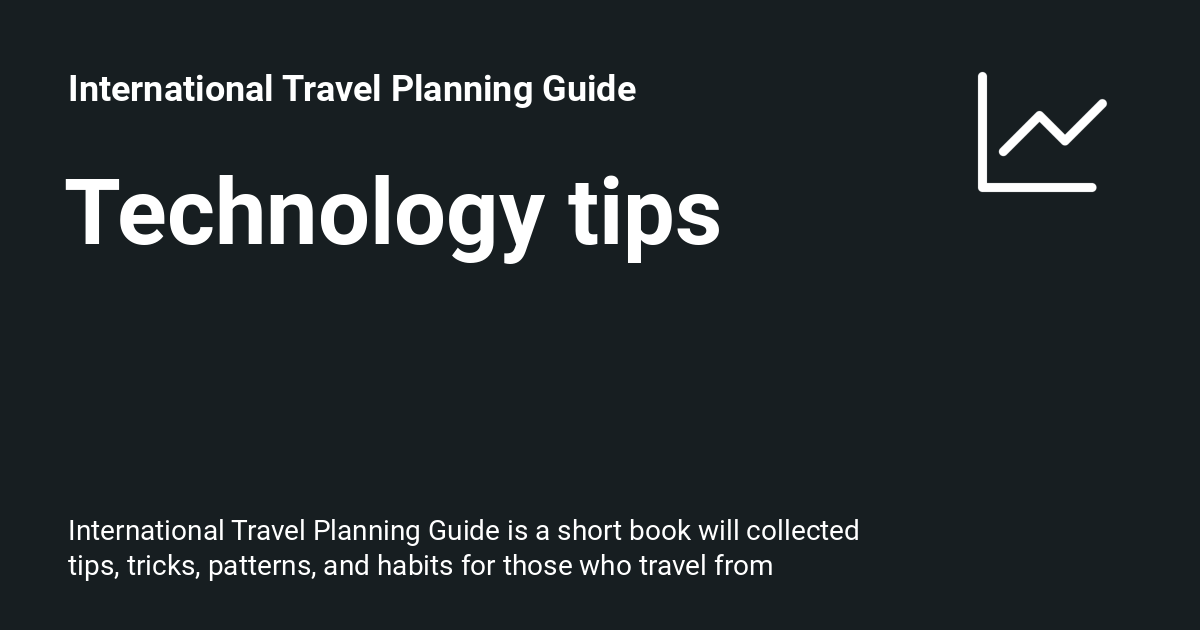 International Travel Planning Guide
Technology tips
International Travel Planning Guide is a short book will collected
tips, tricks, patterns, and habits for those who travel from